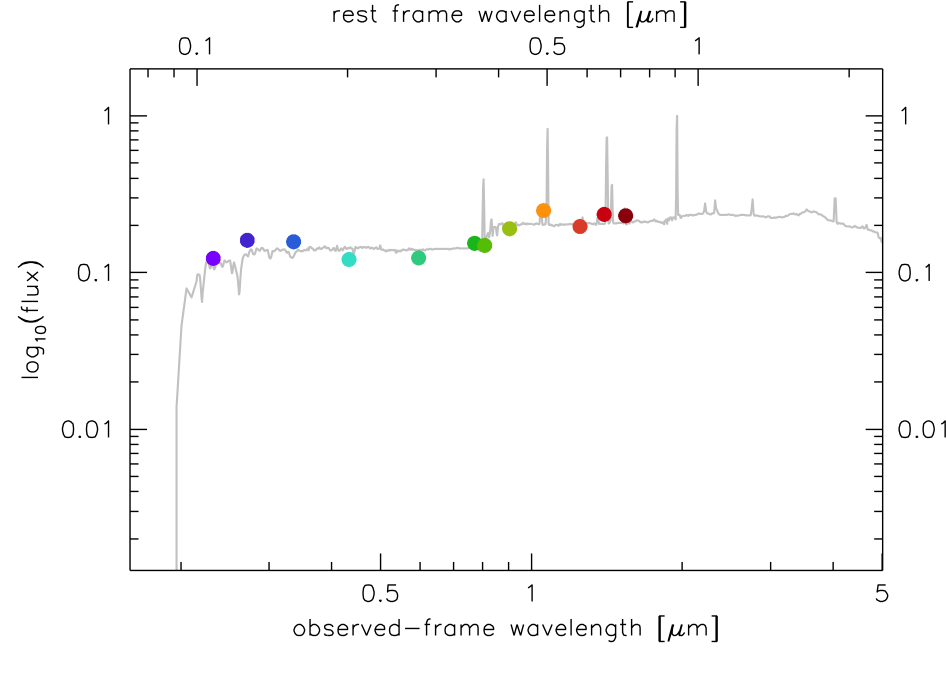 rest frame wavelength [μm]
0.1 0.5 1
1 1
0.1 0.1
0.01 0.01
log10(flux)
0.5 1 5
observed-frame wavelength [μm]